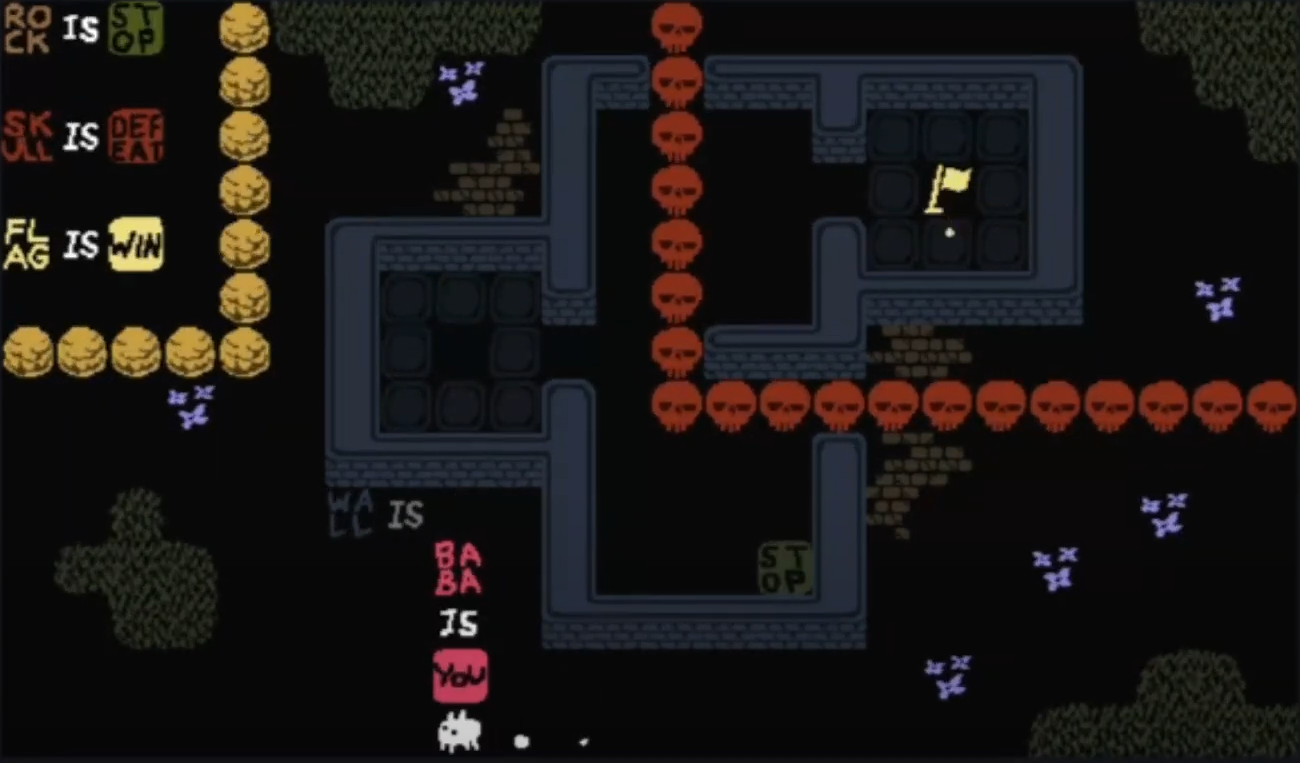 ROCK IS STOP
SKULL IS DEFEAT
FLAG IS WIN
WALL IS
BABA
IS
YOU
STOP